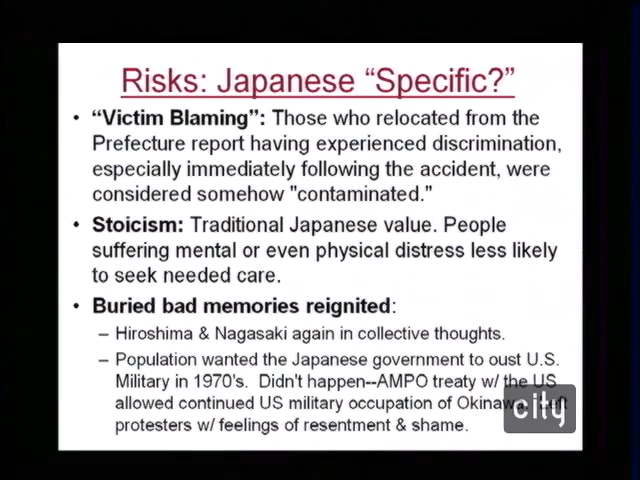 Risks: Japanese “Specific?”
• “Victim Blaming”: Those who relocated from the
Prefecture report having experienced discrimination,
especially immediately following the accident, were
considered somehow "contaminated."
• Stoicism: Traditional Japanese value. People
suffering mental or even physical distress less likely
to seek needed care.
• Buried bad memories reignited:
– Hiroshima & Nagasaki again in collective thoughts.
– Population wanted the Japanese government to oust U.S.
Military in 1970's. Didn't happen--AMPO treaty w/ the US
allowed continued US military occupation of Okinawa. Left
protesters w/ feelings of resentment & shame.
city